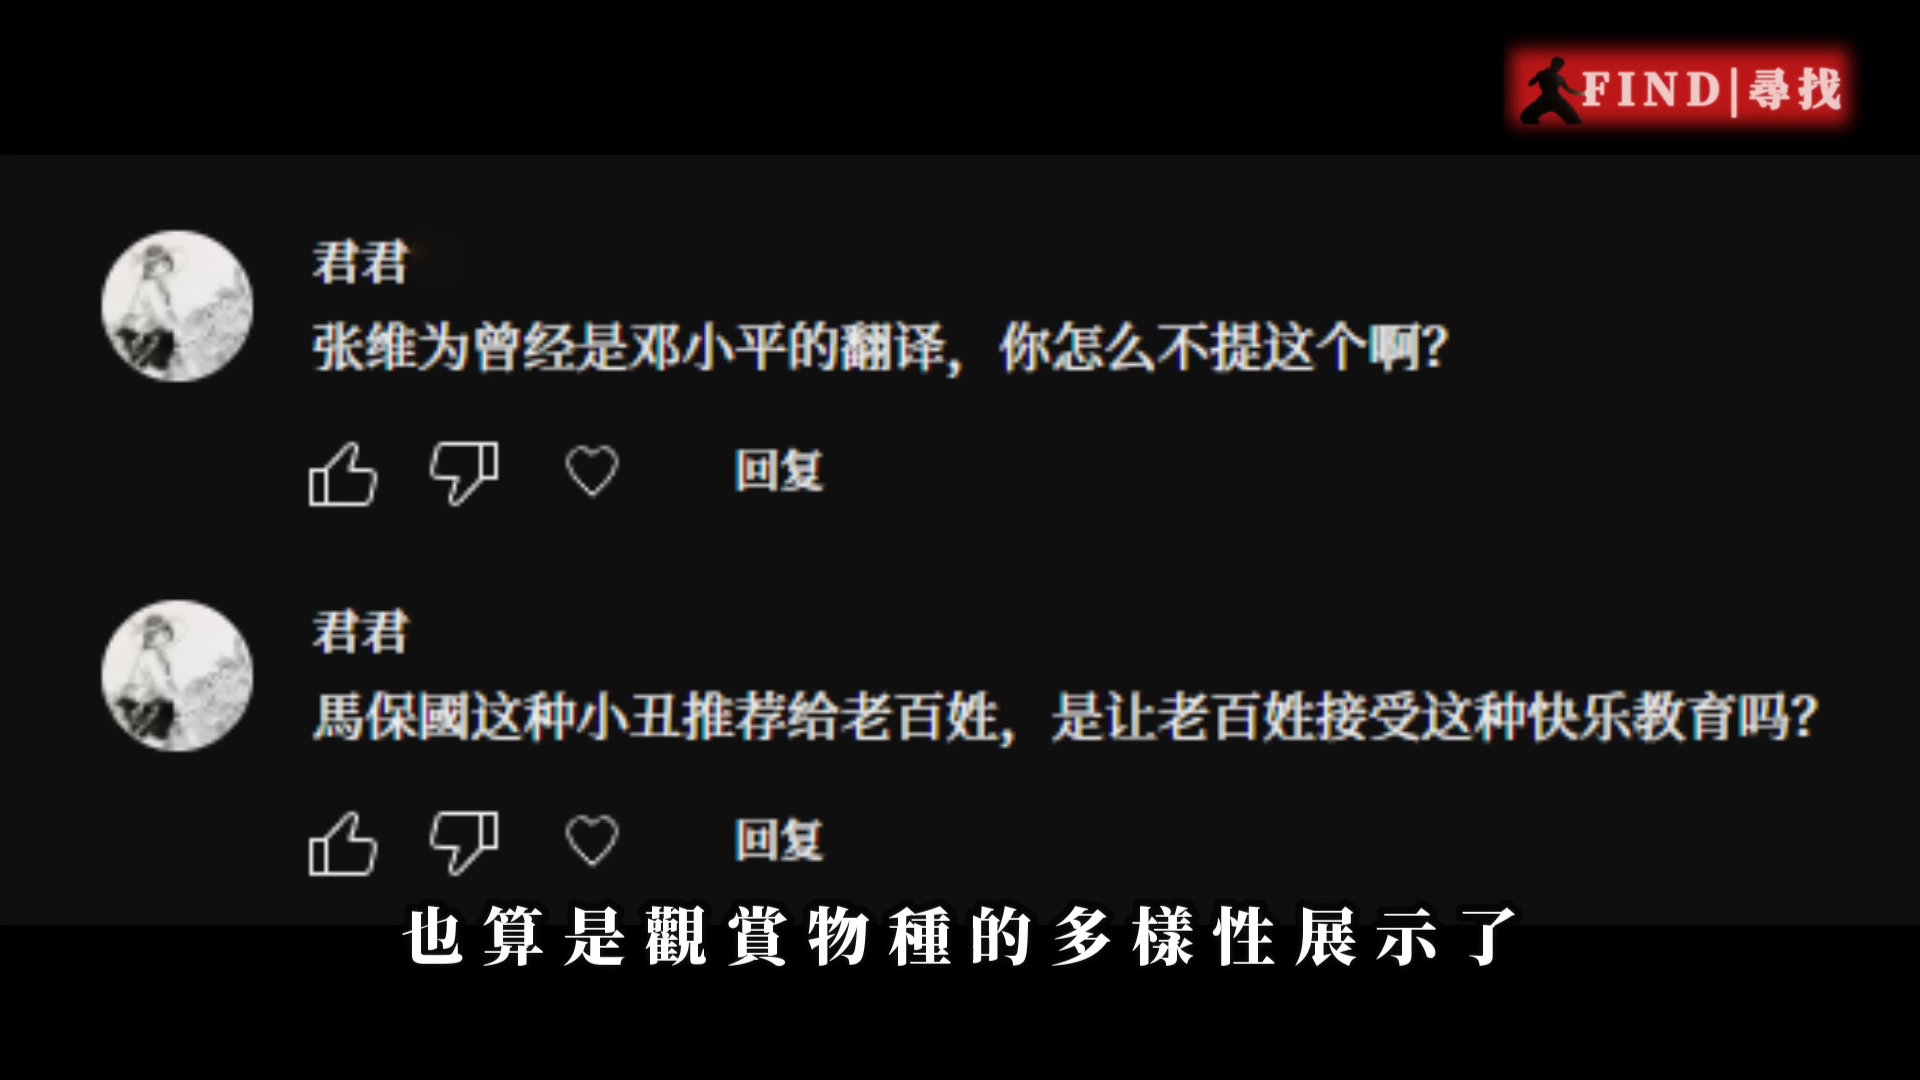 FIND|尋找
君君
张维为曾经是邓小平的翻译，你怎么不提这个啊？
回复
君君
馬保國这种小丑推荐给老百姓，是让老百姓接受这种快乐教育吗？
回复
也算是觀賞物種的多樣性展示了